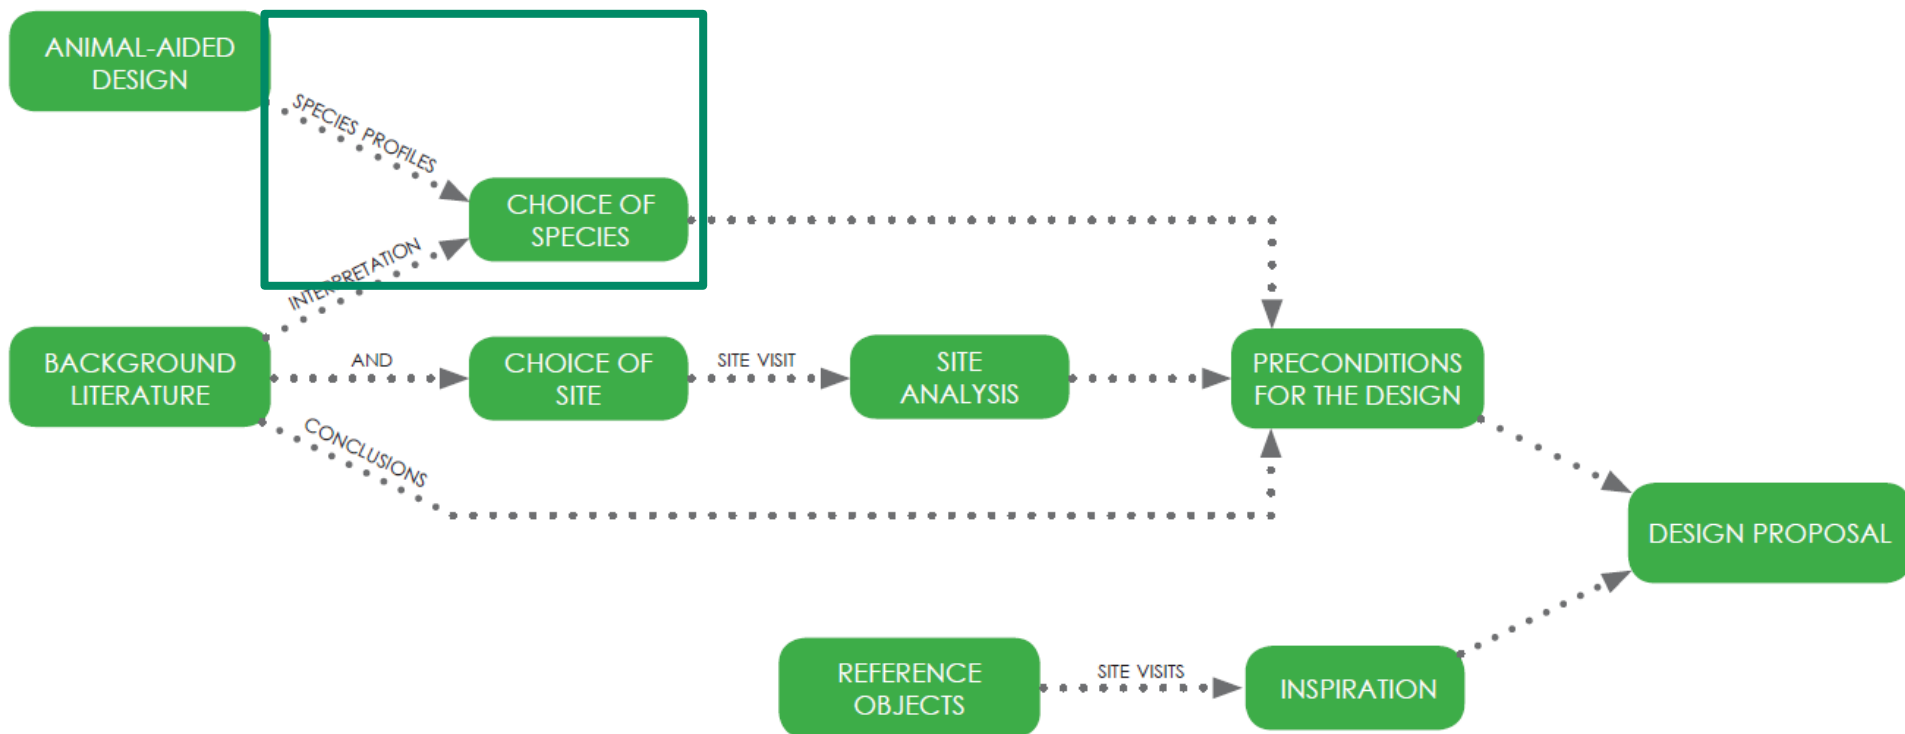 ANIMAL-AIDED
DESIGN
SPECIES PROFILES
CHOICE OF
SPECIES
INTERPRETATION
BACKGROUND
LITERATURE
AND
CHOICE OF
SITE
SITE VISIT
SITE
ANALYSIS
PRECONDITIONS
FOR THE DESIGN
CONCLUSIONS
DESIGN PROPOSAL
REFERENCE
OBJECTS
SITE VISITS
INSPIRATION